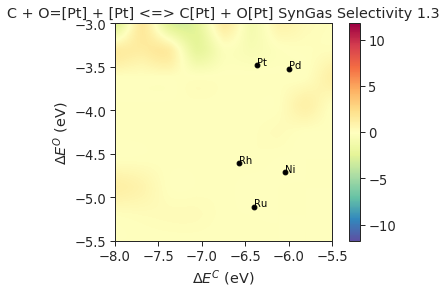 C + O=[Pt] + [Pt] <=> C[Pt] + O[Pt] SynGas Selectivity 1.3
−3.0
−3.5
−4.0
−4.5
−5.0
−5.5
ΔE^O (eV)
Pt
Pd
Rh
Ni
Ru
−8.0 −7.5 −7.0 −6.5 −6.0 −5.5
ΔE^C (eV)
10
5
0
−5
−10